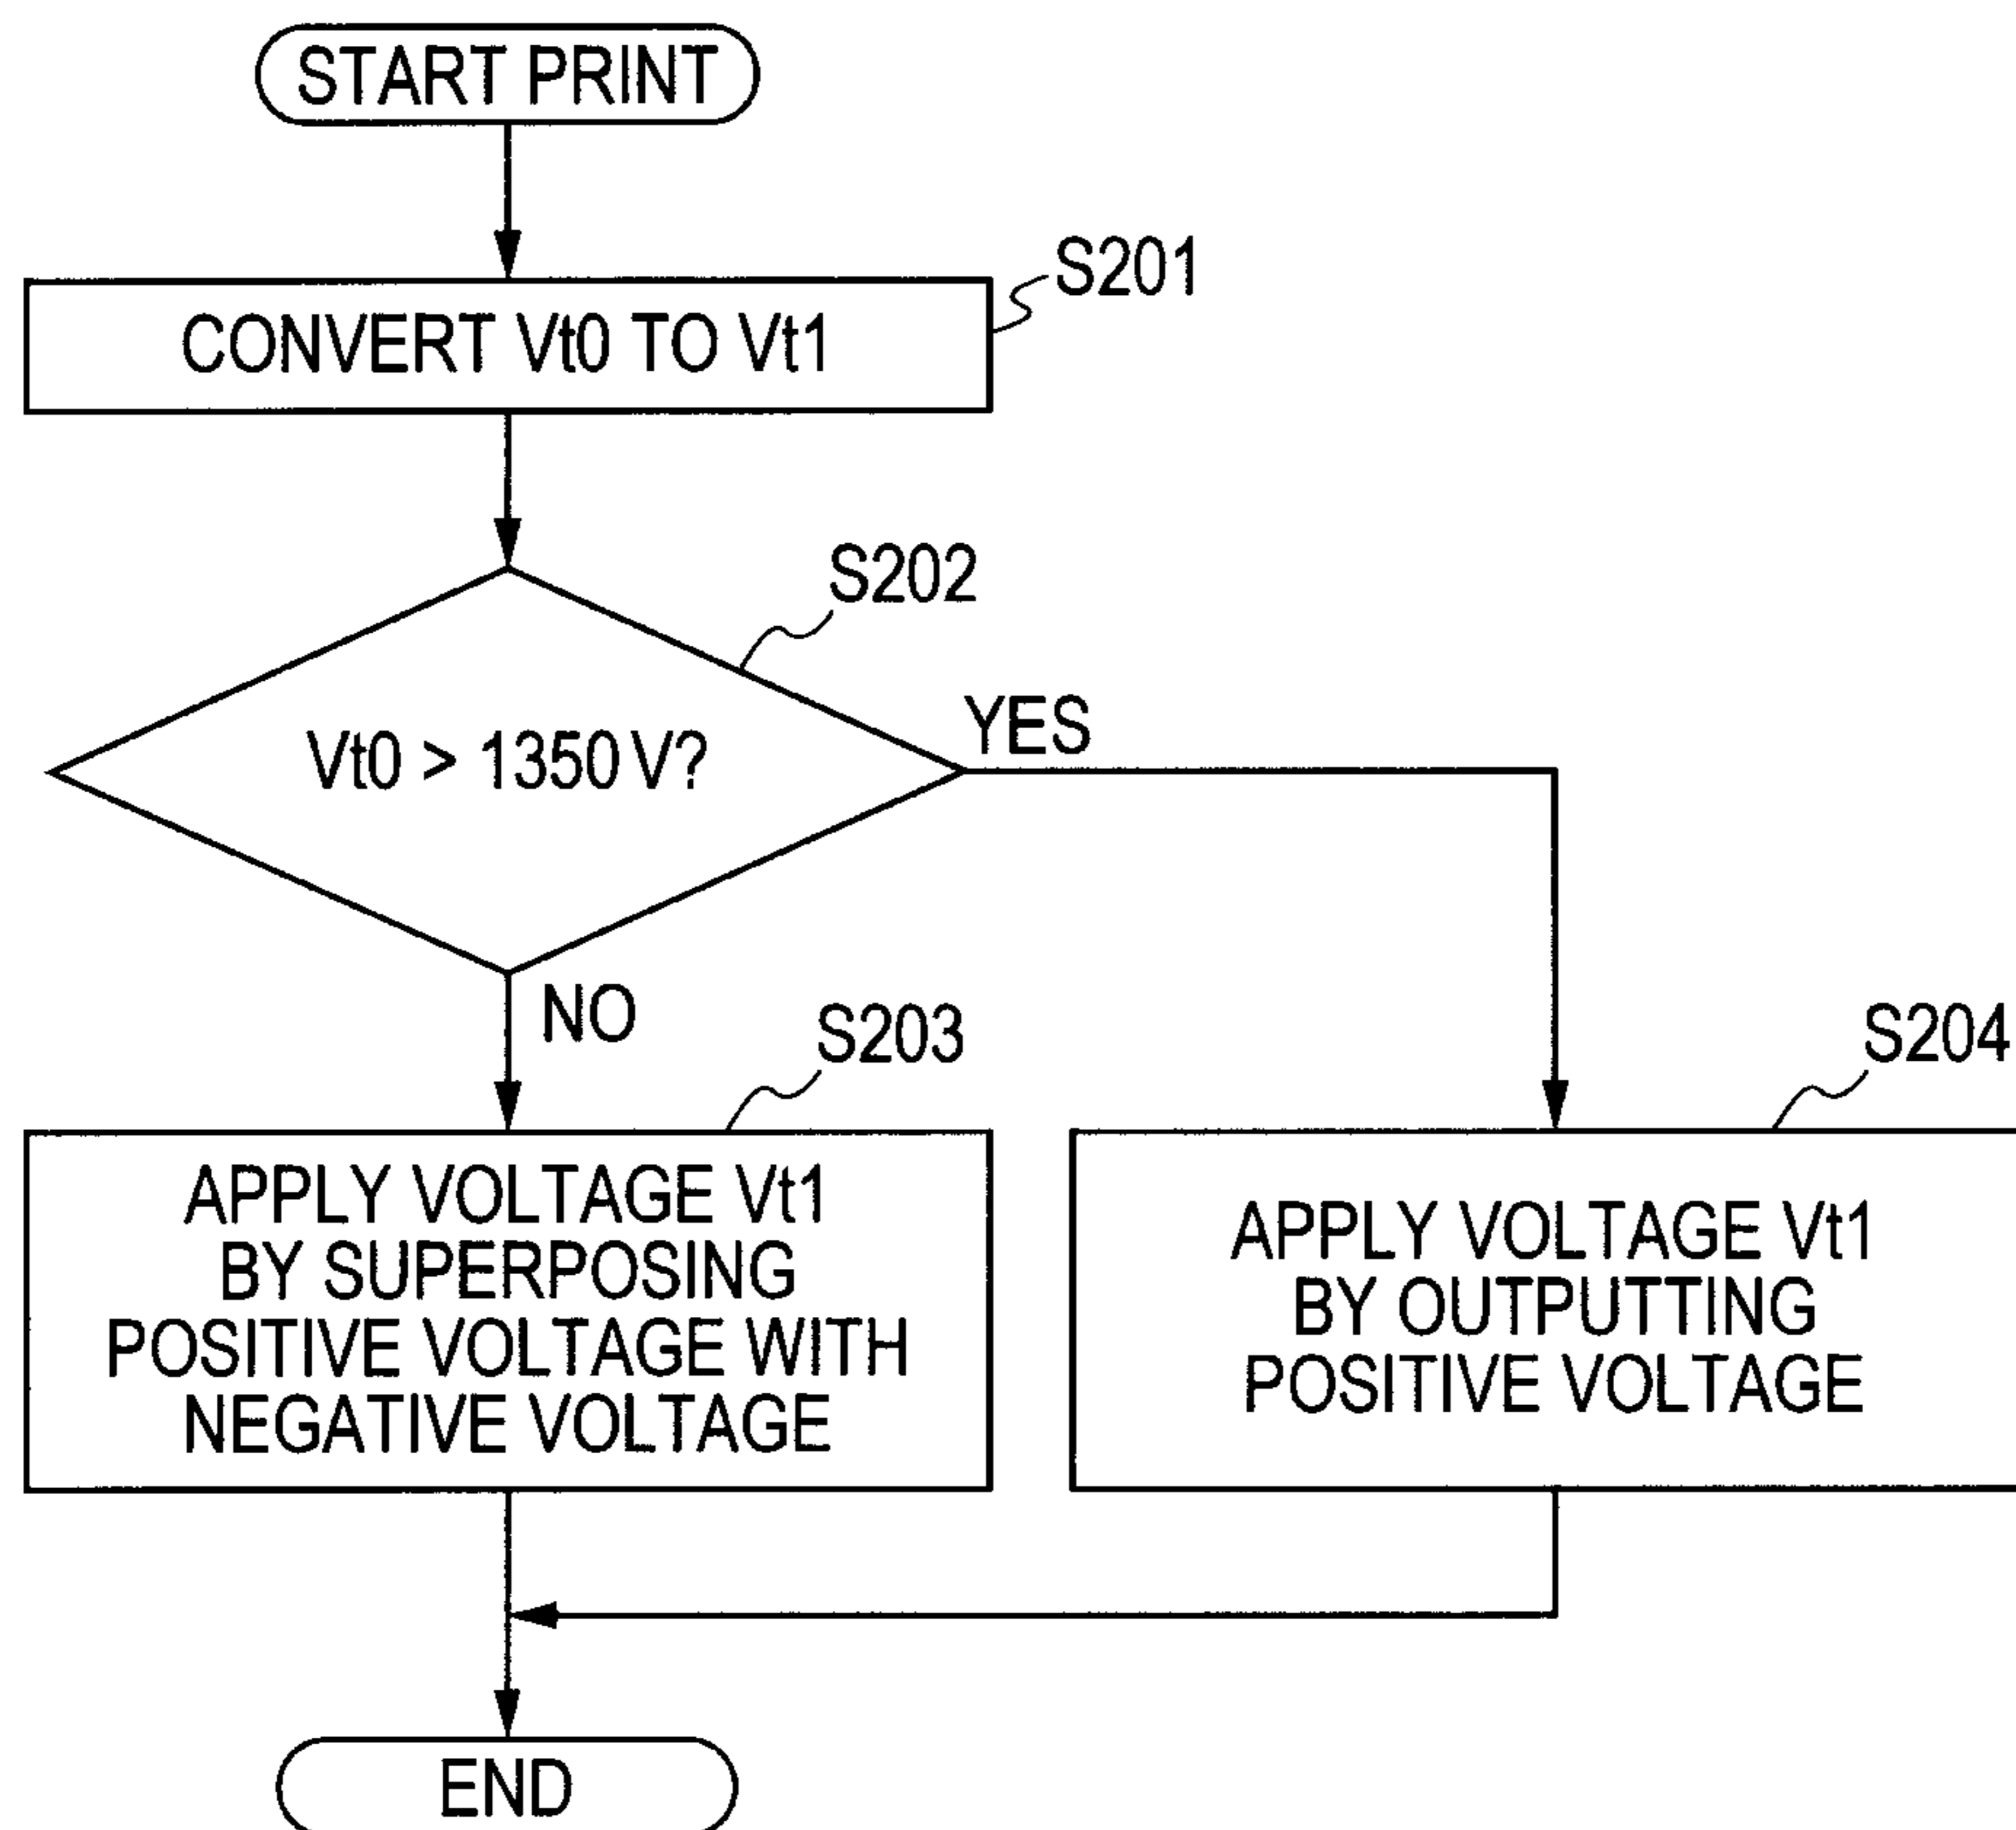 START PRINT
S201
CONVERT Vt0 TO Vt1
S202
Vt0 > 1350 V?
YES
NO
S203
APPLY VOLTAGE Vt1
BY SUPERPOSING
POSITIVE VOLTAGE WITH
NEGATIVE VOLTAGE
S204
APPLY VOLTAGE Vt1
BY OUTPUTTING
POSITIVE VOLTAGE
END